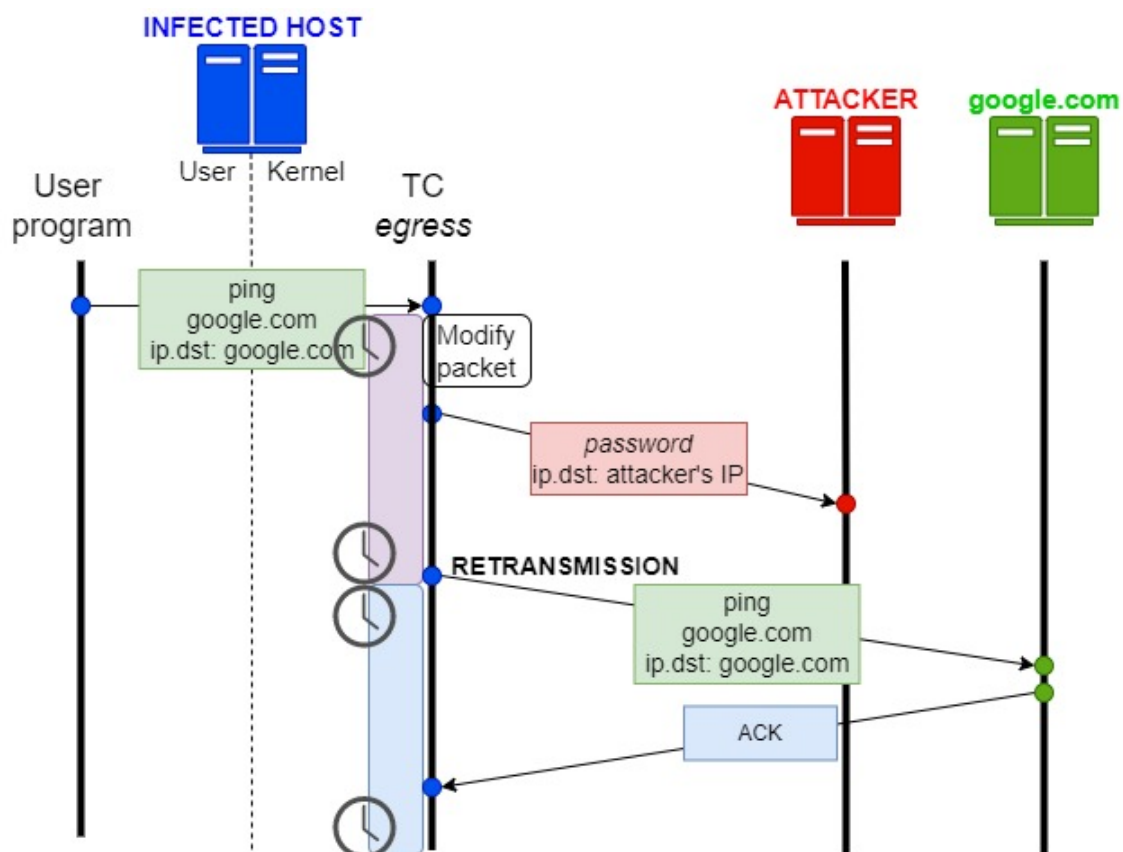 INFECTED HOST
ATTACKER
google.com
User
Kernel
User
program
TC
egress
ping
google.com
ip.dst: google.com
Modify
packet
password
ip.dst: attacker's IP
RETRANSMISSION
ping
google.com
ip.dst: google.com
ACK